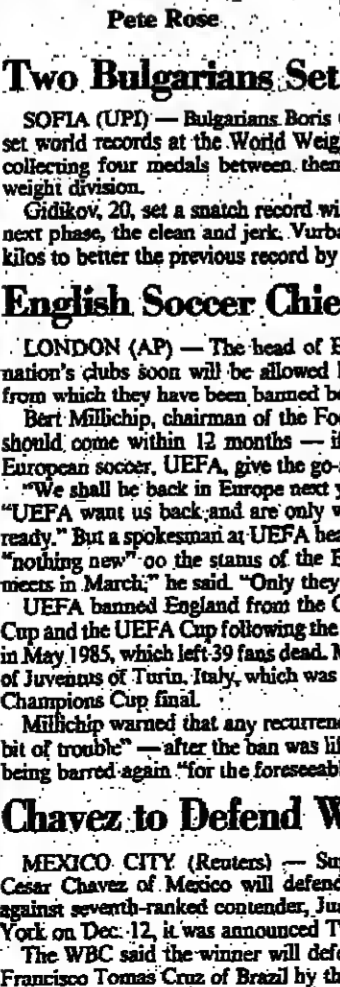 Pete Rose
Two Bulgarians Set
SOFIA (UPI) — Bulgarians Boris
set world records at the World Weig
collecting four medals between them
weight division.
Gidikov, 20, set a snatch record wi
next phase, the clean and jerk, Vurba
kilos to better the previous record by
English Soccer Chie
LONDON (AP) — The head of E
nation's clubs soon will be allowed
from which they have been banned be
Bert Millichip, chairman of the Foo
should come within 12 months — if
European soccer, UEFA, give the go-
"We shall be back in Europe next y
"UEFA want us back and are only w
ready." But a spokesman at UEFA hea
"nothing new" on the status of the E
meets in March," he said. "Only they
UEFA banned England from the C
Cup and the UEFA Cup following the
in May 1985, which left 39 fans dead. M
of Juventus of Turin, Italy, which was
Champions Cup final.
Millichip warned that any recurrenc
bit of trouble" — after the ban was lif
being barred again "for the foreseeabl
Chavez to Defend W
MEXICO CITY (Reuters) — Su
Cesar Chavez of Mexico will defend
against seventh-ranked contender, Jua
York on Dec. 12, it was announced T
The WBC said the winner will defe
Francisco Tomas Cruz of Brazil by th